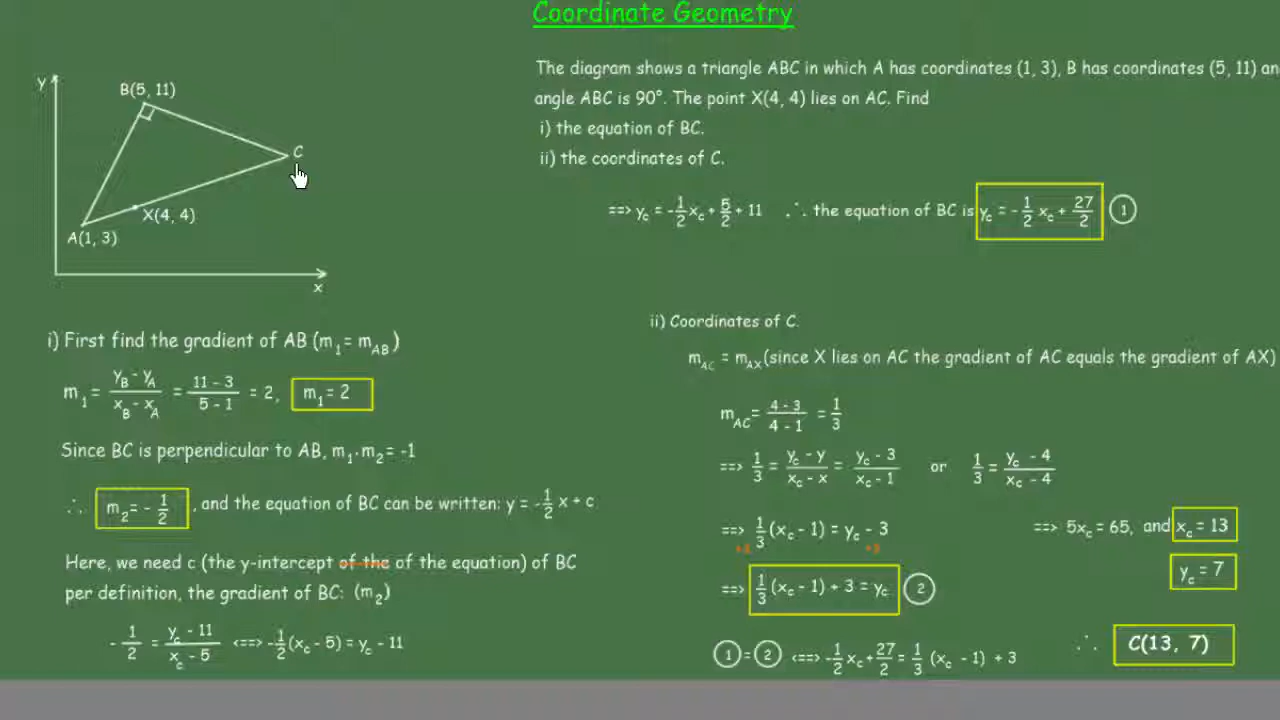 Coordinate Geometry
The diagram shows a triangle ABC in which A has coordinates (1, 3), B has coordinates (5, 11) an
angle ABC is 90°. The point X(4, 4) lies on AC. Find
i) the equation of BC.
ii) the coordinates of C.
y
B(5, 11)
C
X(4, 4)
A(1, 3)
x
==> y_c = -1/2 x_c + 5/2 + 11 ∴ the equation of BC is y_c = -1/2 x_c + 27/2 ①
i) First find the gradient of AB (m_1 = m_AB)
m_1 = (y_B - y_A)/(x_B - x_A) = (11 - 3)/(5 - 1) = 2, m_1 = 2
Since BC is perpendicular to AB, m_1 · m_2 = -1
∴ m_2 = - 1/2 , and the equation of BC can be written: y = -1/2 x + c
Here, we need c (the y-intercept of the of the equation) of BC
per definition, the gradient of BC: (m_2)
- 1/2 = (y_c - 11)/(x_c - 5) <==> -1/2 (x_c - 5) = y_c - 11
ii) Coordinates of C.
m_AC = m_AX (since X lies on AC the gradient of AC equals the gradient of AX)
m_AC = (4 - 3)/(4 - 1) = 1/3
==> 1/3 = (y_c - y)/(x_c - x) = (y_c - 3)/(x_c - 1) or 1/3 = (y_c - 4)/(x_c - 4)
==> 1/3 (x_c - 1) = y_c - 3
+3 +3
==> 1/3 (x_c - 1) + 3 = y_c ②
① = ② <==> -1/2 x_c + 27/2 = 1/3 (x_c - 1) + 3
==> 5x_c = 65, and x_c = 13
y_c = 7
∴ C(13, 7)